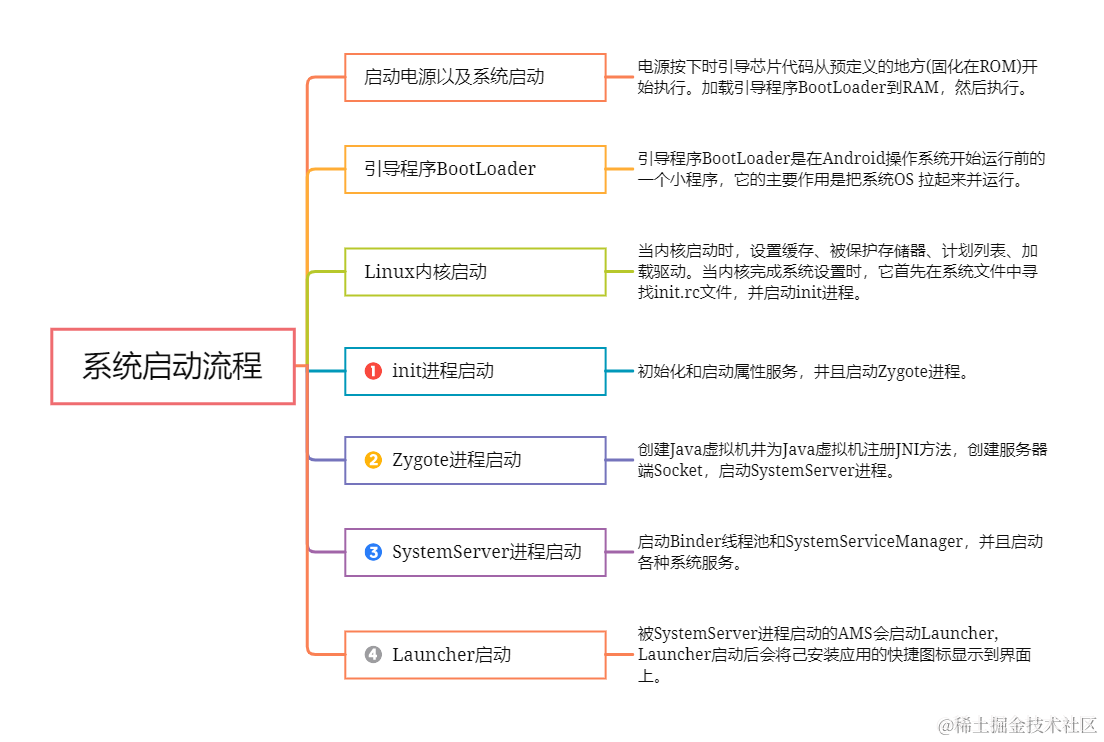 启动电源以及系统启动
电源按下时引导芯片代码从预定义的地方(固化在ROM)开
始执行。加载引导程序BootLoader到RAM，然后执行。
引导程序BootLoader
引导程序BootLoader是在Android操作系统开始运行前的
一个小程序，它的主要作用是把系统OS 拉起来并运行。
Linux内核启动
当内核启动时，设置缓存、被保护存储器、计划列表、加
载驱动。当内核完成系统设置时，它首先在系统文件中寻
找init.rc文件，并启动init进程。
系统启动流程
1 init进程启动
初始化和启动属性服务，井且启动Zygote进程。
2 Zygote进程启动
创建Java虚拟机井为Java虚拟机注册JNI方法，创建服务器
端Socket，启动SystemServer进程。
3 SystemServer进程启动
启动Binder线程池和SystemServiceManager，并且启动
各种系统服务。
4 Launcher启动
被SystemServer进程启动的AMS会启动Launcher,
Launcher启动后会将己安装应用的快捷图标显示到界面
上。
@稀土掘金技术社区